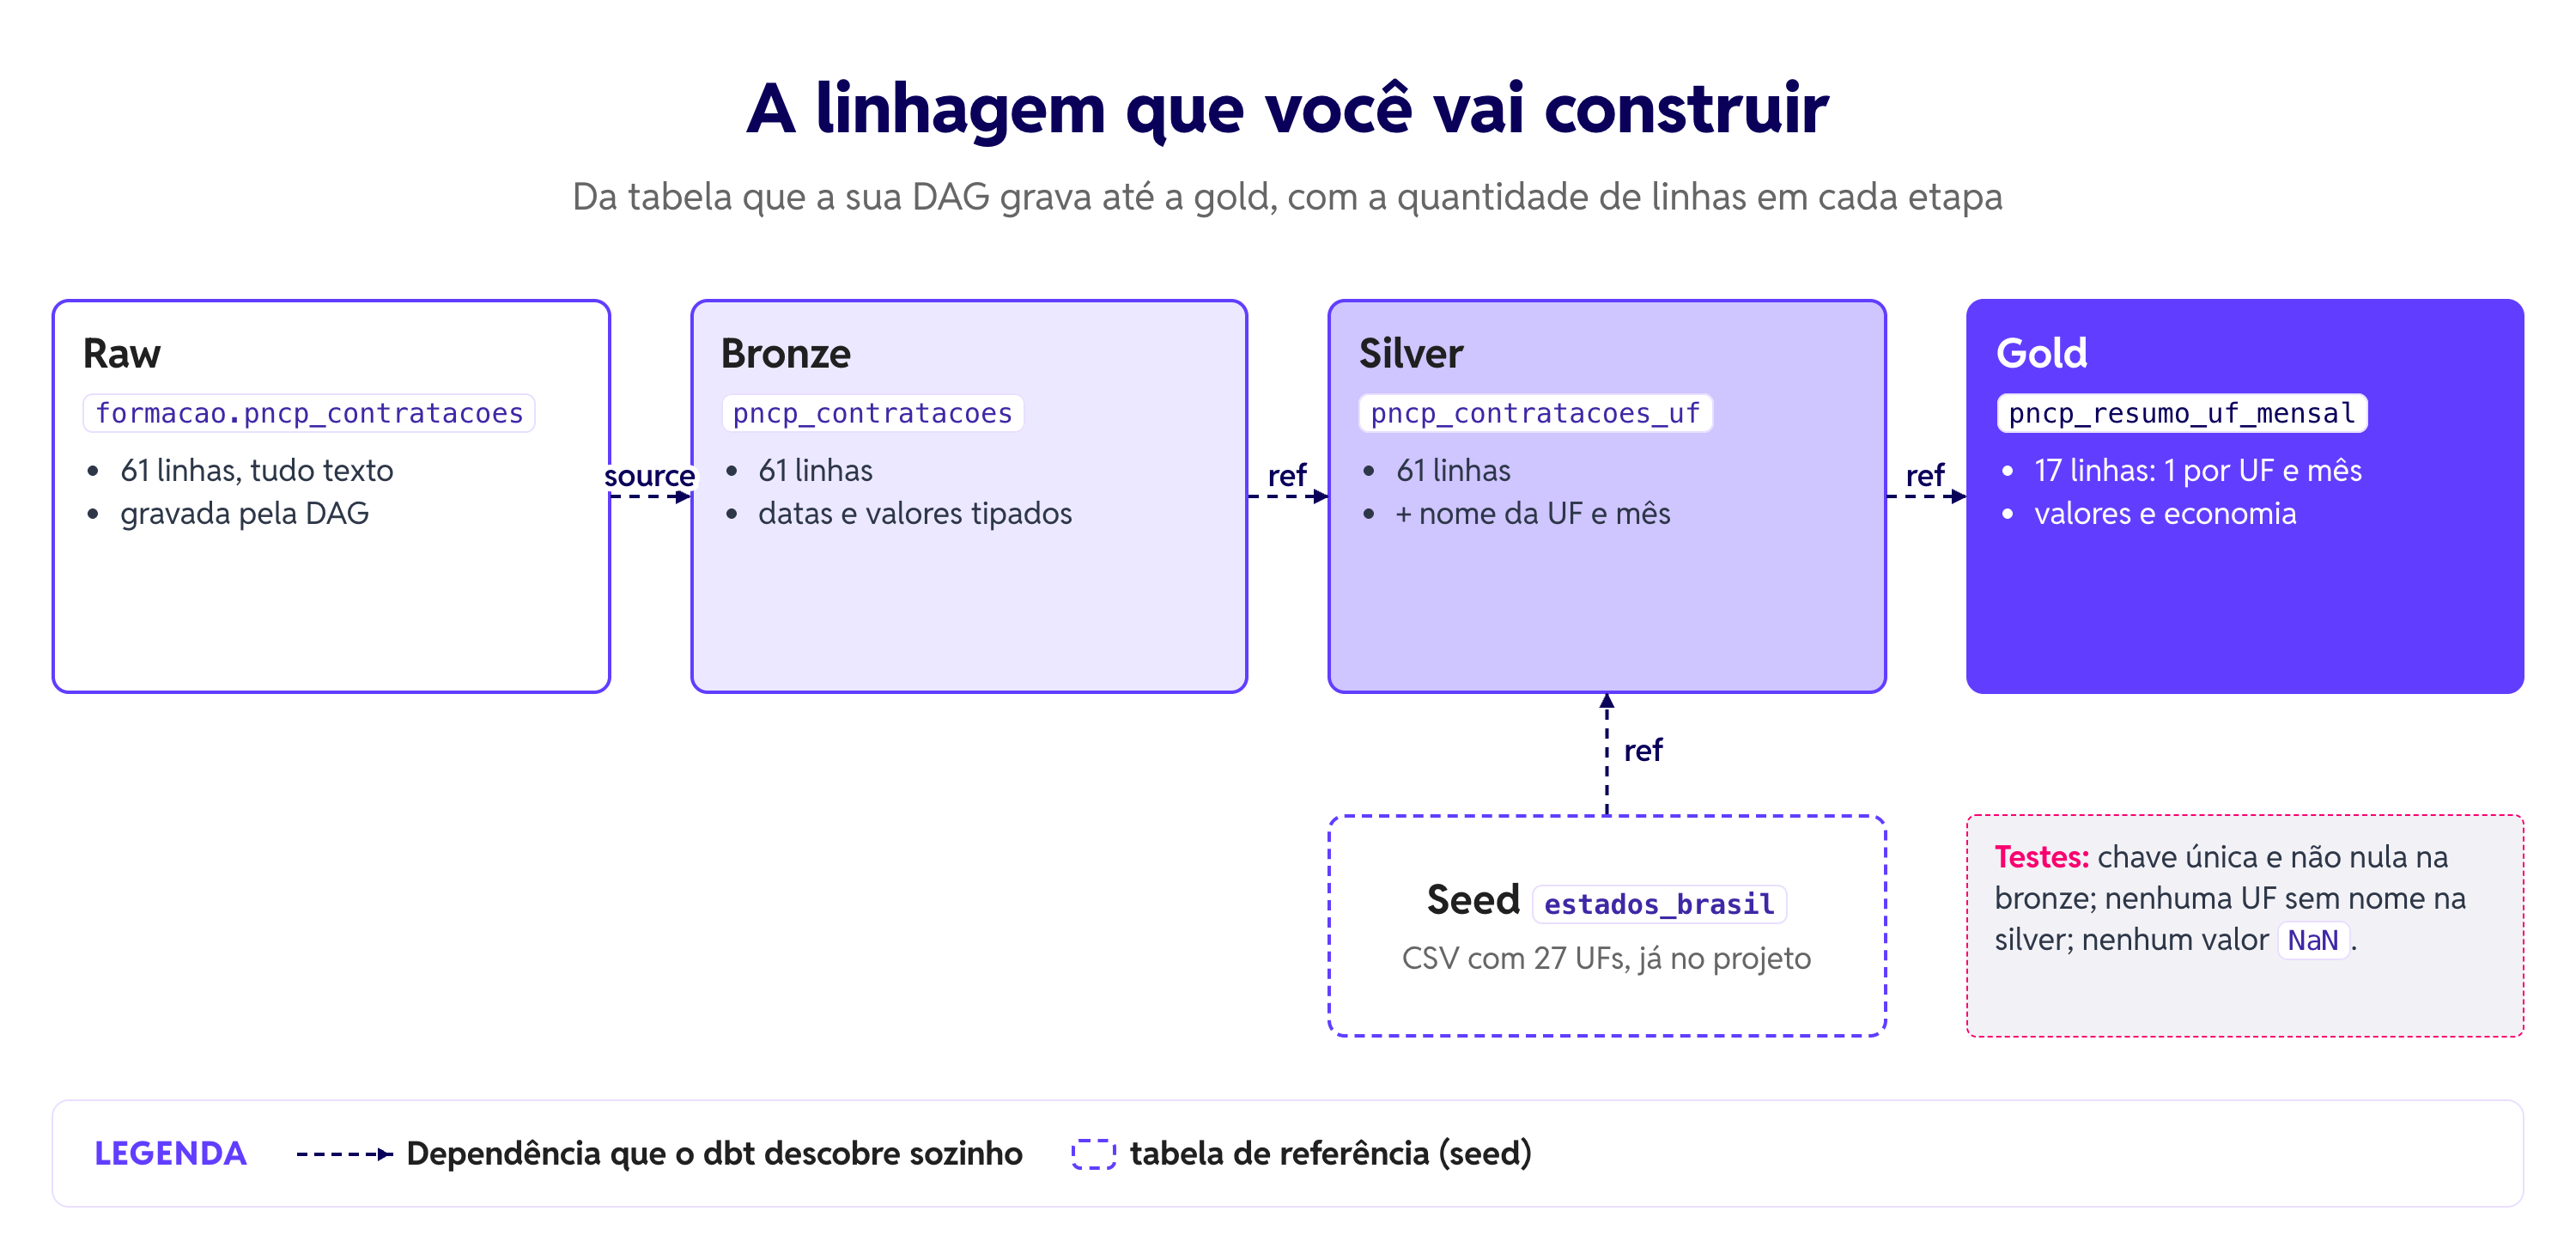 A linhagem que você vai construir
Da tabela que a sua DAG grava até a gold, com a quantidade de linhas em cada etapa
Raw
formacao.pncp_contratacoes
• 61 linhas, tudo texto
• gravada pela DAG
source
Bronze
pncp_contratacoes
• 61 linhas
• datas e valores tipados
ref
Silver
pncp_contratacoes_uf
• 61 linhas
• + nome da UF e mês
ref
Gold
pncp_resumo_uf_mensal
• 17 linhas: 1 por UF e mês
• valores e economia
ref
Seed estados_brasil
CSV com 27 UFs, já no projeto
Testes: chave única e não nula na
bronze; nenhuma UF sem nome na
silver; nenhum valor NaN.
LEGENDA
Dependência que o dbt descobre sozinho
tabela de referência (seed)